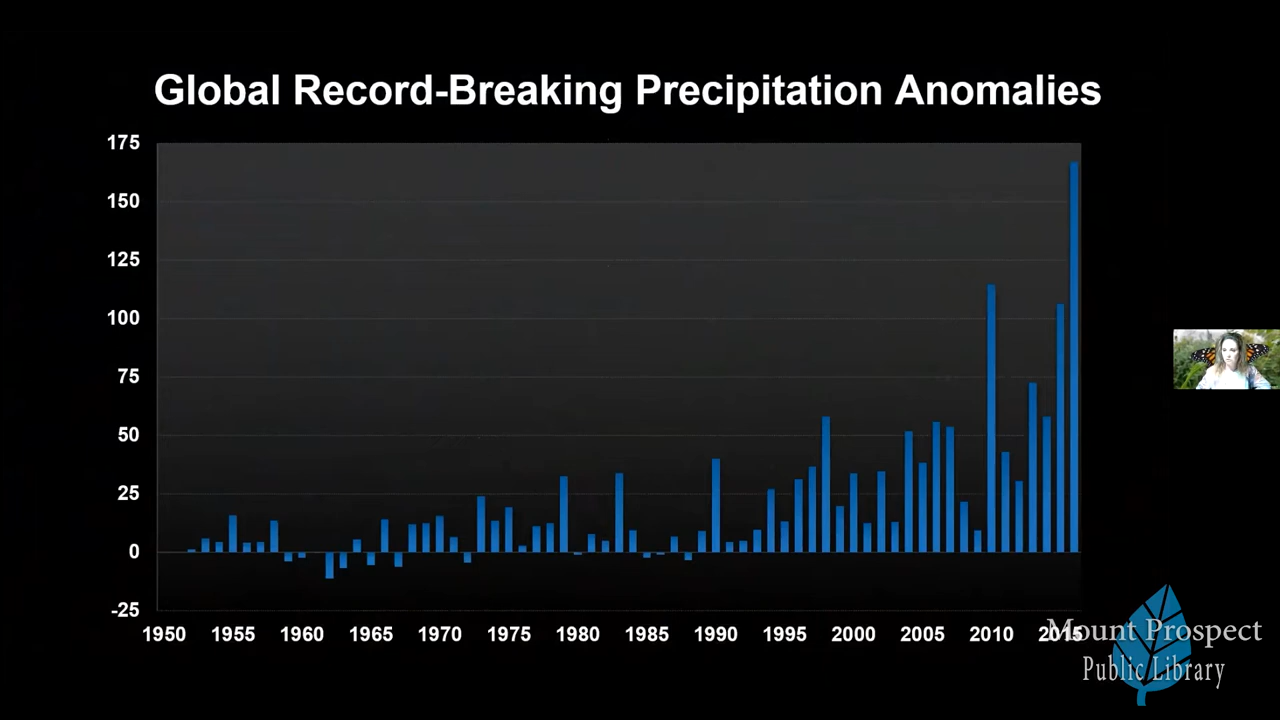 Global Record-Breaking Precipitation Anomalies
175
150
125
100
75
50
25
0
-25
1950 1955 1960 1965 1970 1975 1980 1985 1990 1995 2000 2005 2010 2015
Mount Prospect
Public Library